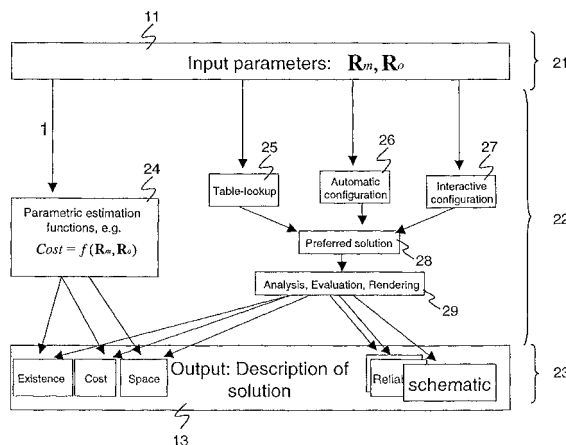 11
Input parameters: Rm, Ro
21
1
25
26
27
24
Table-lookup
Automatic
configuration
Interactive
configuration
Parametric estimation
functions, e.g.
Cost = f(Rm, Ro)
22
Preferred solution
28
Analysis, Evaluation, Rendering
29
Existence
Cost
Space
Output: Description of
solution
Relia
schematic
23
13